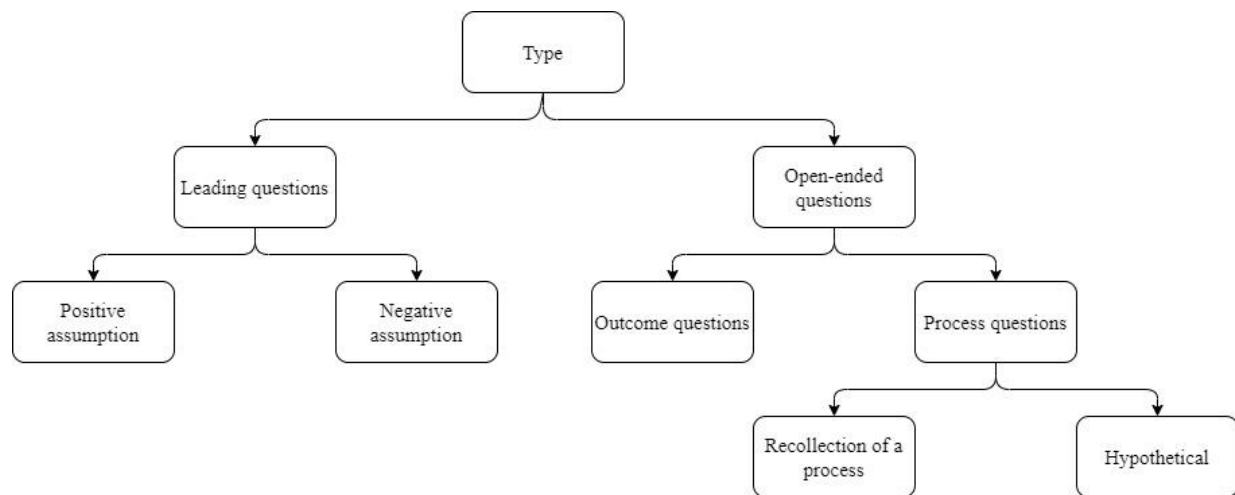 Type
Leading questions
Open-ended
questions
Positive
assumption
Negative
assumption
Outcome questions
Process questions
Recollection of a
process
Hypothetical